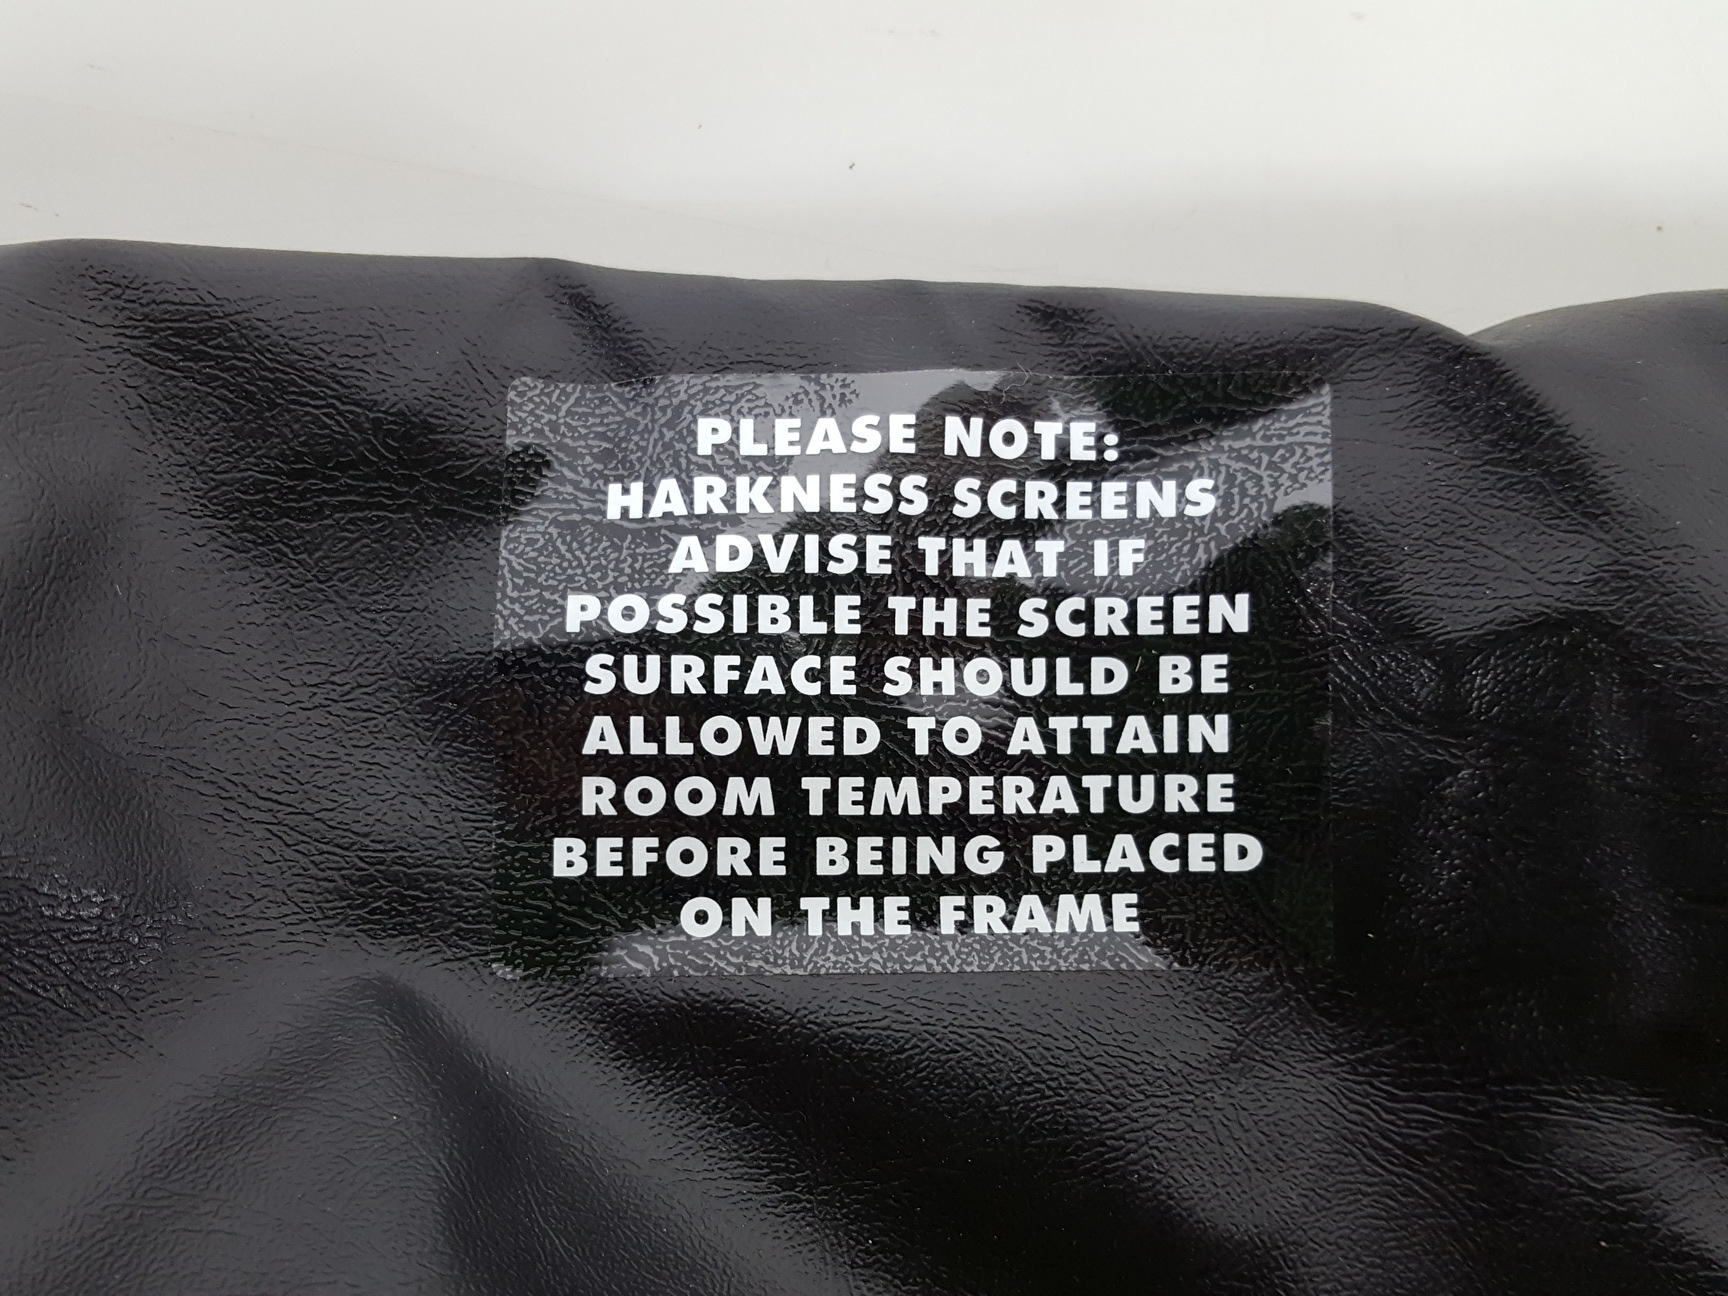 PLEASE NOTE:
HARKNESS SCREENS
ADVISE THAT IF
POSSIBLE THE SCREEN
SURFACE SHOULD BE
ALLOWED TO ATTAIN
ROOM TEMPERATURE
BEFORE BEING PLACED
ON THE FRAME